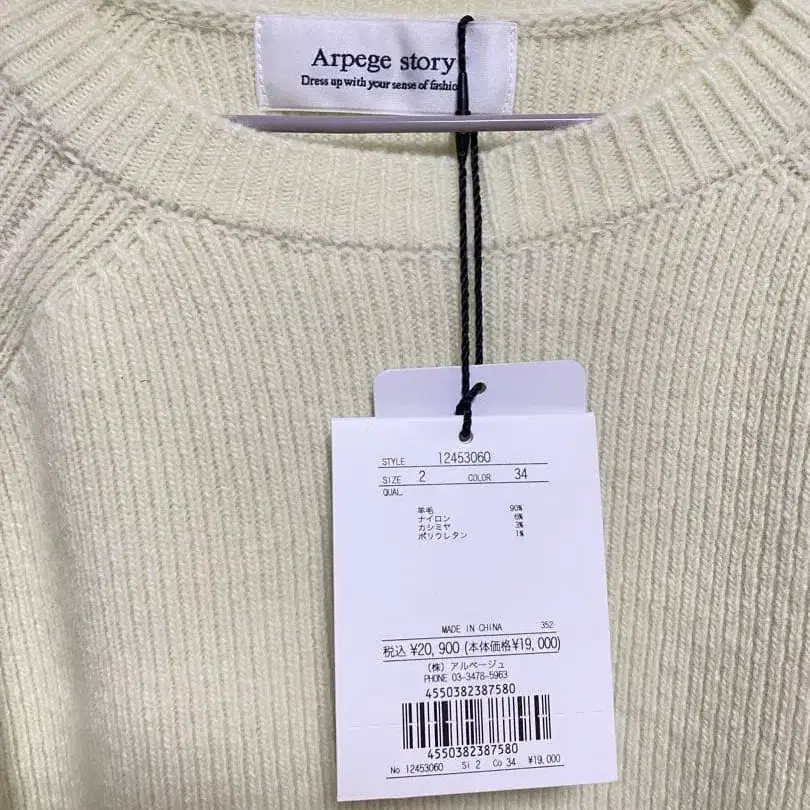 Arpege story
Dress up with your sense of fashio
STYLE 12453060
SIZE 2 COLOR 34
QUAL.
羊毛 90%
ナイロン 6%
カシミヤ 3%
ポリウレタン 1%
MADE IN CHINA 352
税込 ¥20,900 (本体価格¥19,000)
(株) アルページュ
PHONE 03-3478-5963
4550382387580
4550382387580
No 12453060 Si 2 Co 34 ¥19,000